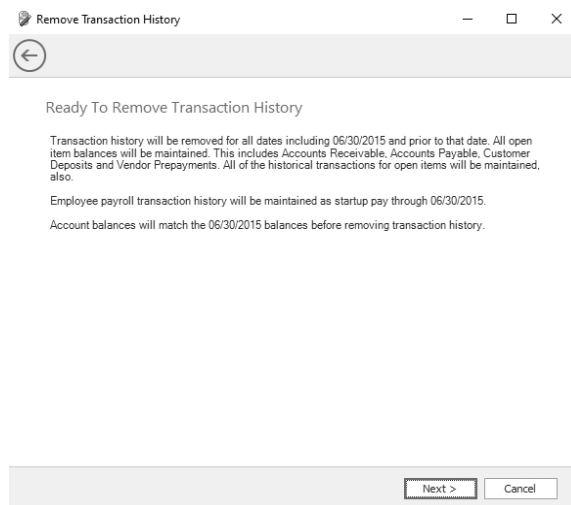 Remove Transaction History
Ready To Remove Transaction History
Transaction history will be removed for all dates including 06/30/2015 and prior to that date. All open
item balances will be maintained. This includes Accounts Receivable, Accounts Payable, Customer
Deposits and Vendor Prepayments. All of the historical transactions for open items will be maintained,
also.
Employee payroll transaction history will be maintained as startup pay through 06/30/2015.
Account balances will match the 06/30/2015 balances before removing transaction history.
Next > Cancel